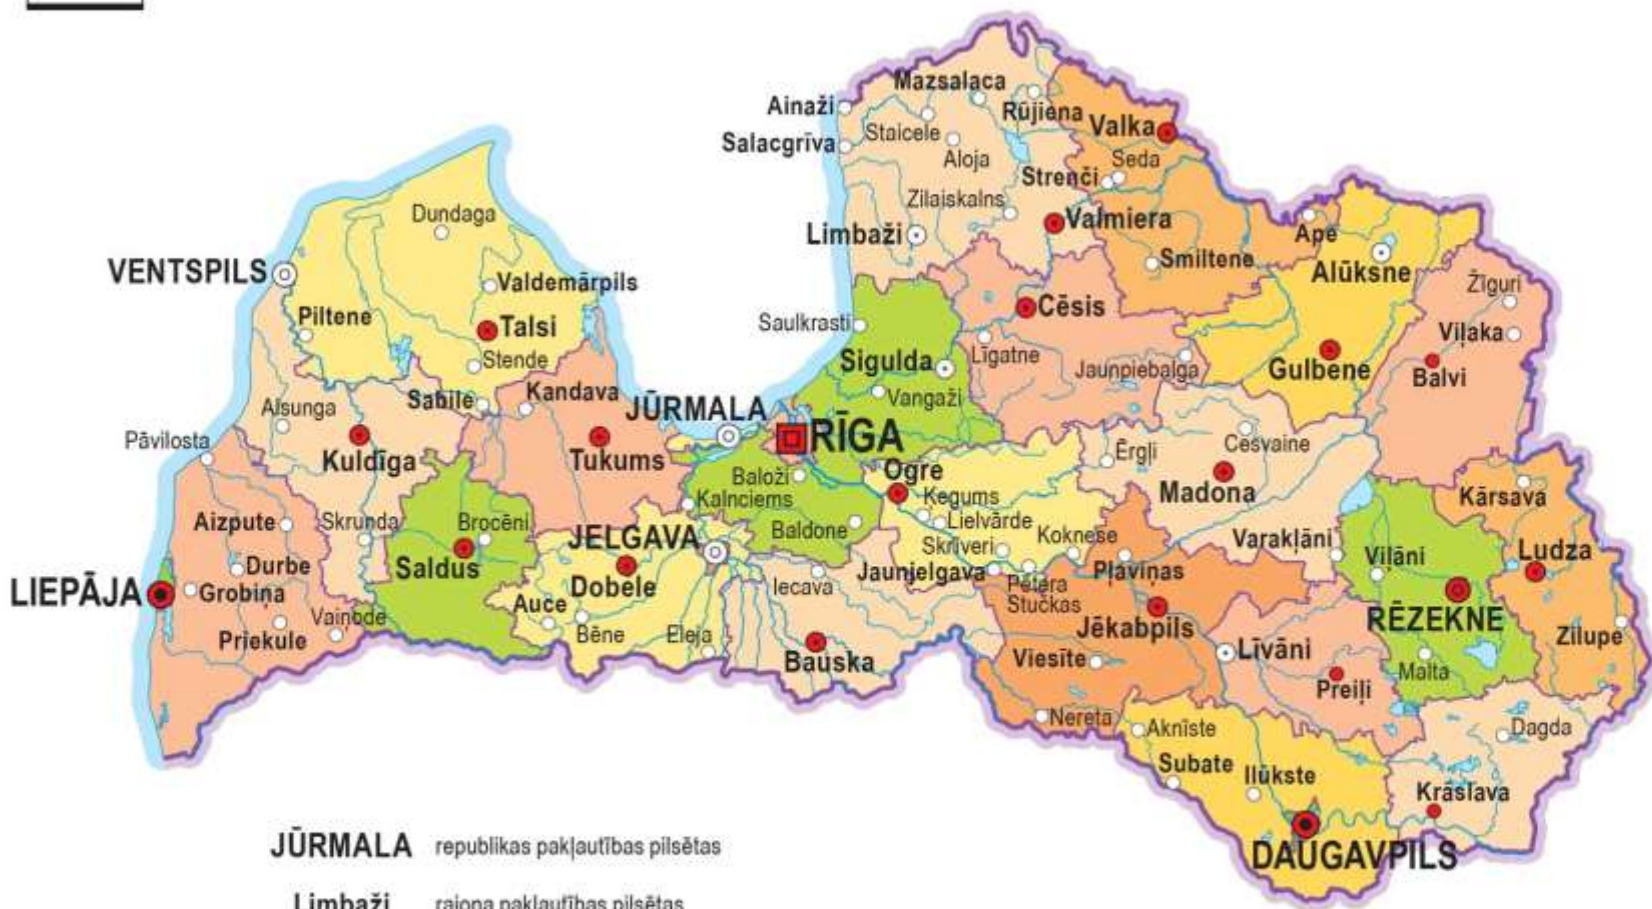 Mazsalaca
Ainaži
Rūjiena
Valka
Staicele
Salacgrīva
Aloja
Seda
Strenči
Zilaiskalns
Dundaga
Valmiera
Limbaži
Ape
Smiltene
VENTSPILS
Alūksne
Valdemārpils
Žīguri
Cēsis
Piltene
Saulkrasti
Talsi
Viļaka
Līgatne
Stende
Sigulda
Jaunpiebalga
Gulbene
Balvi
Kandava
Sabile
Vangaži
Alsunga
JŪRMALA
RĪGA
Pāvilosta
Cesvaine
Ērgļi
Kuldīga
Tukums
Ogre
Baloži
Madona
Kārsava
Kalnciems
Ķegums
Aizpute
Skrunda
Brocēni
Lielvārde
Baldone
Koknese
JELGAVA
Varakļāni
Skrīveri
Ludza
Viļāni
Durbe
Saldus
Jaunjelgava
Pļaviņas
LIEPĀJA
Grobiņa
Dobele
Iecava
Pētera
Stučkas
Auce
Vaiņode
RĒZEKNE
Jēkabpils
Priekule
Bēne
Eleja
Zilupe
Līvāni
Bauska
Viesīte
Malta
Preiļi
Nereta
Aknīste
Dagda
Subate
Ilūkste
Krāslava
DAUGAVPILS
JŪRMALA republikas pakļautības pilsētas
Limbaži rajona pakļautības pilsētas